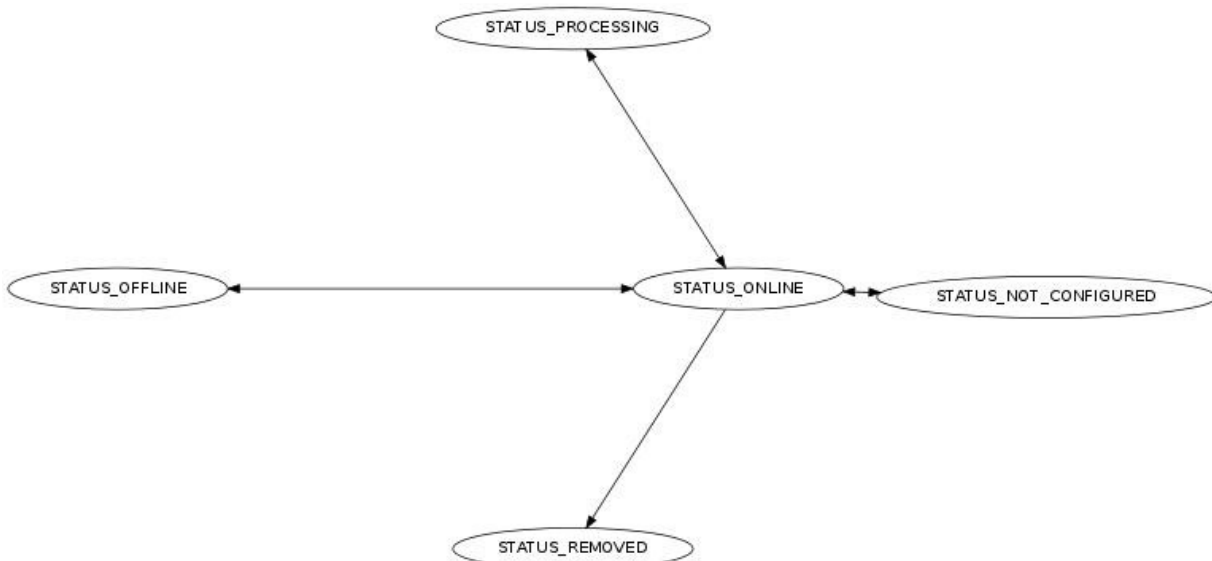 STATUS_PROCESSING
STATUS_OFFLINE
STATUS_ONLINE
STATUS_NOT_CONFIGURED
STATUS_REMOVED